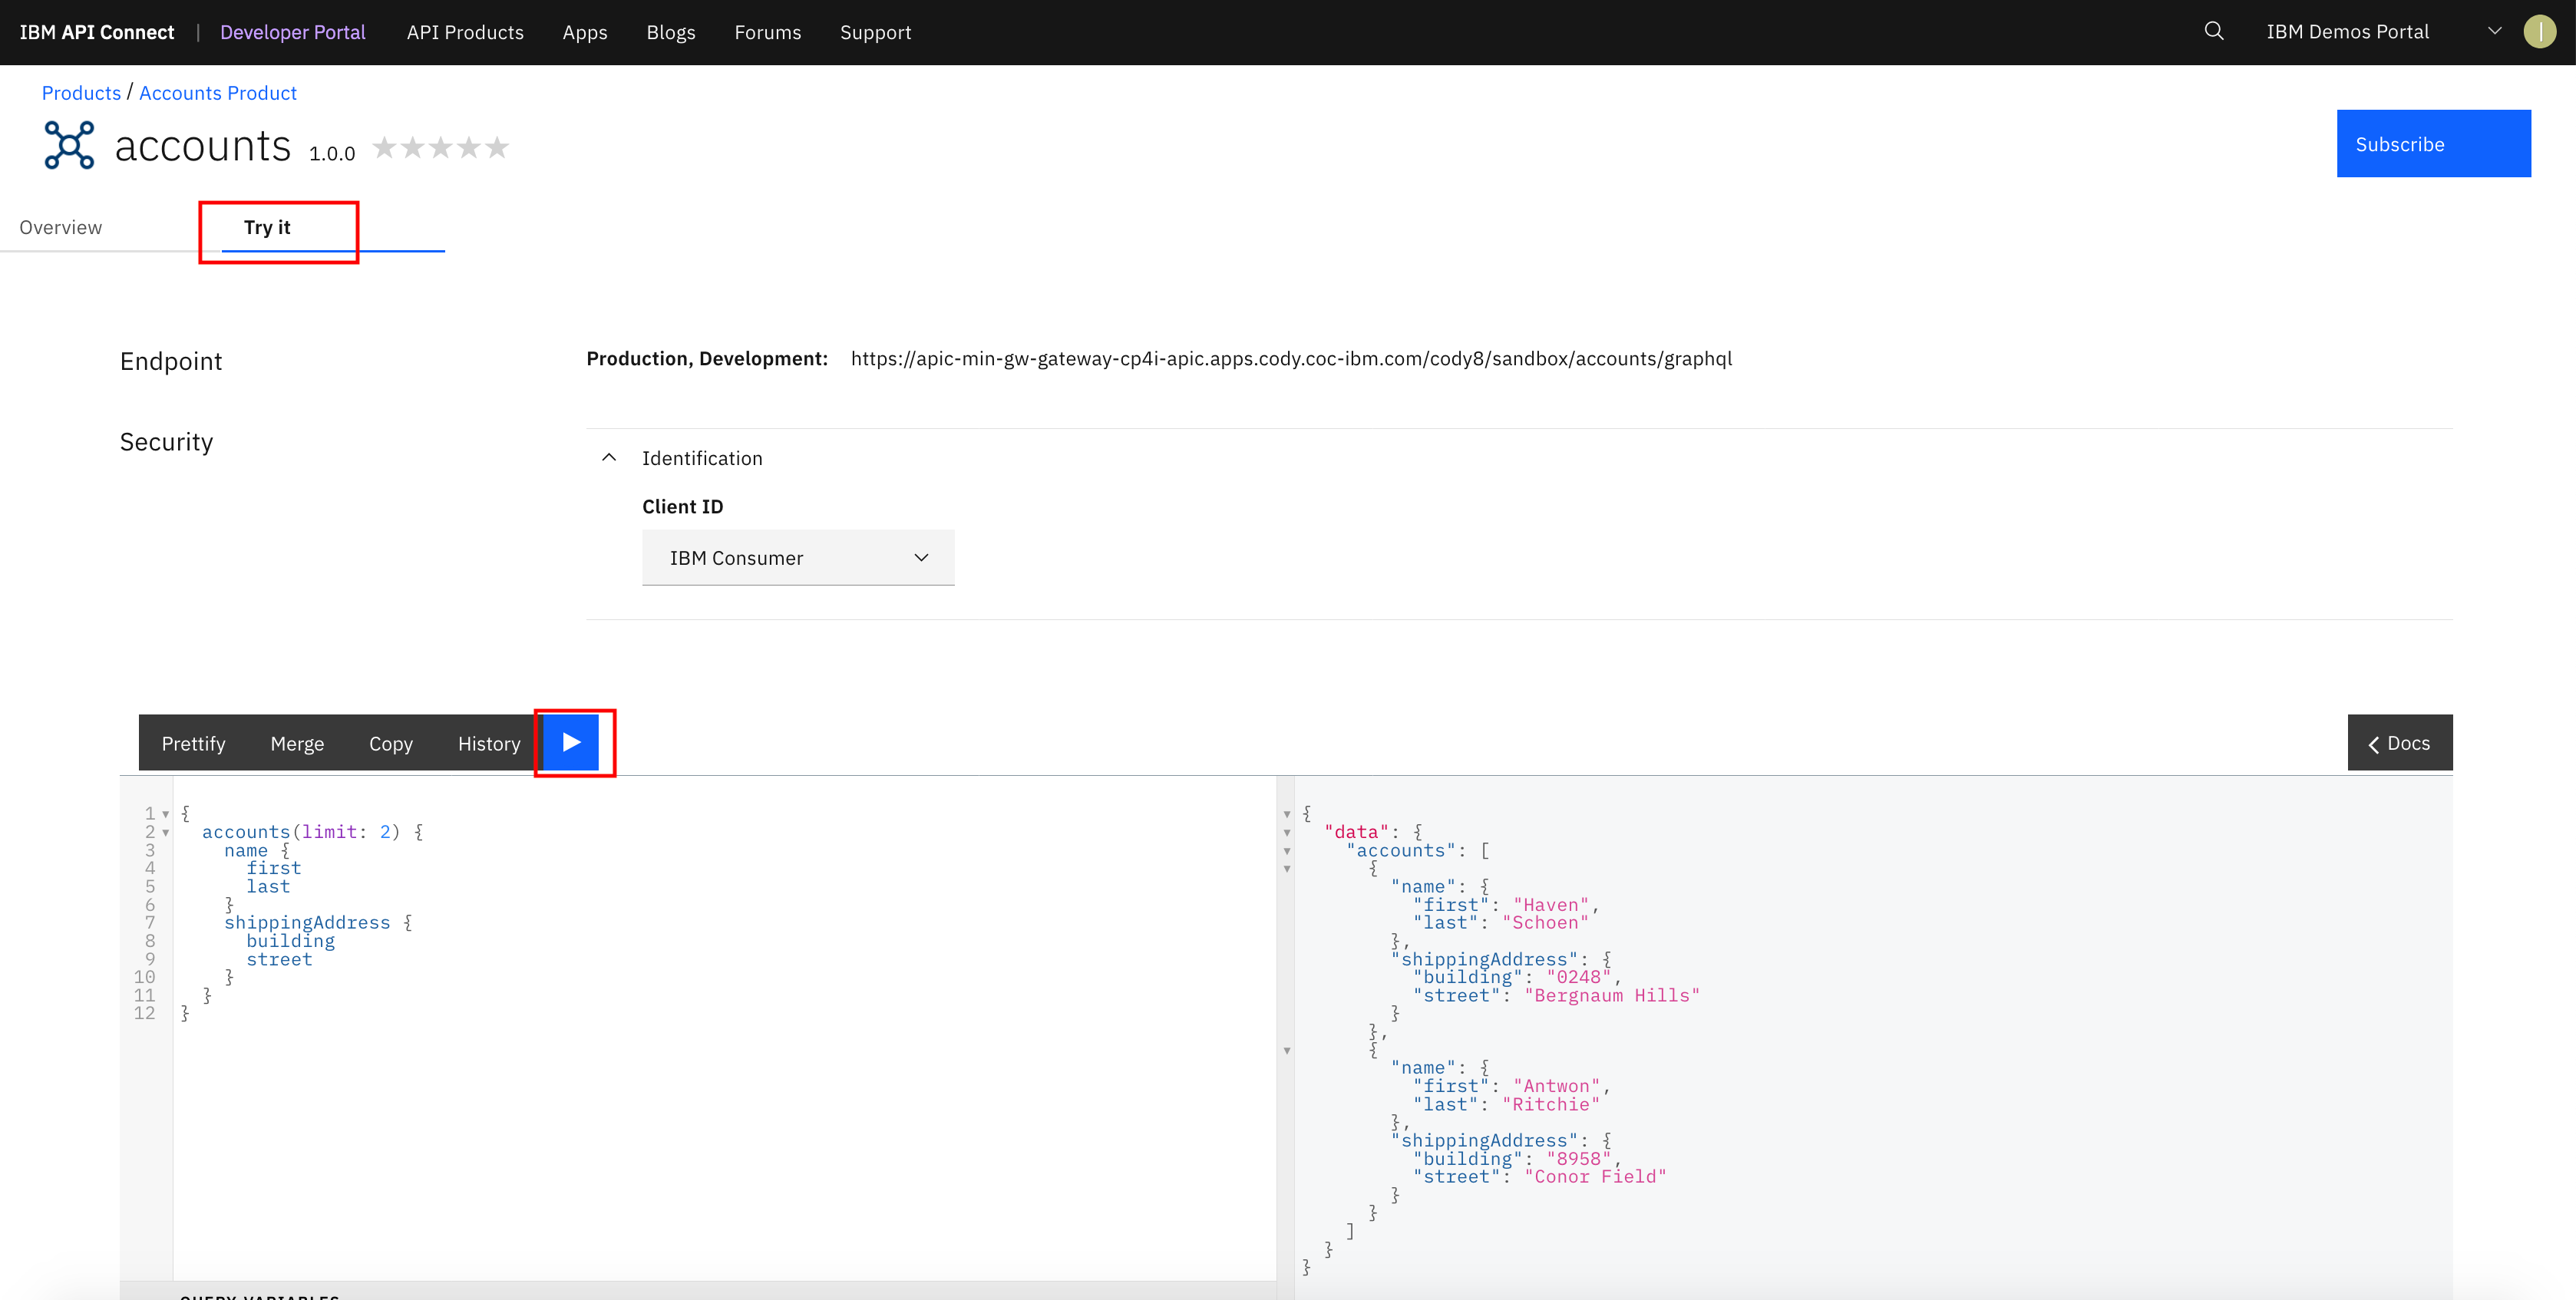 IBM API Connect | Developer Portal API Products Apps Blogs Forums Support IBM Demos Portal
Products / Accounts Product
accounts 1.0.0
Subscribe
Overview Try it
Endpoint Production, Development: https://apic-min-gw-gateway-cp4i-apic.apps.cody.coc-ibm.com/cody8/sandbox/accounts/graphql
Security
Identification
Client ID
IBM Consumer
Prettify Merge Copy History Docs
1 {
2 accounts(limit: 2) {
3 name {
4 first
5 last
6 }
7 shippingAddress {
8 building
9 street
10 }
11 }
12 }
{
"data": {
"accounts": [
{
"name": {
"first": "Haven",
"last": "Schoen"
},
"shippingAddress": {
"building": "0248",
"street": "Bergnaum Hills"
}
},
{
"name": {
"first": "Antwon",
"last": "Ritchie"
},
"shippingAddress": {
"building": "8958",
"street": "Conor Field"
}
}
]
}
}
QUERY VARIABLES